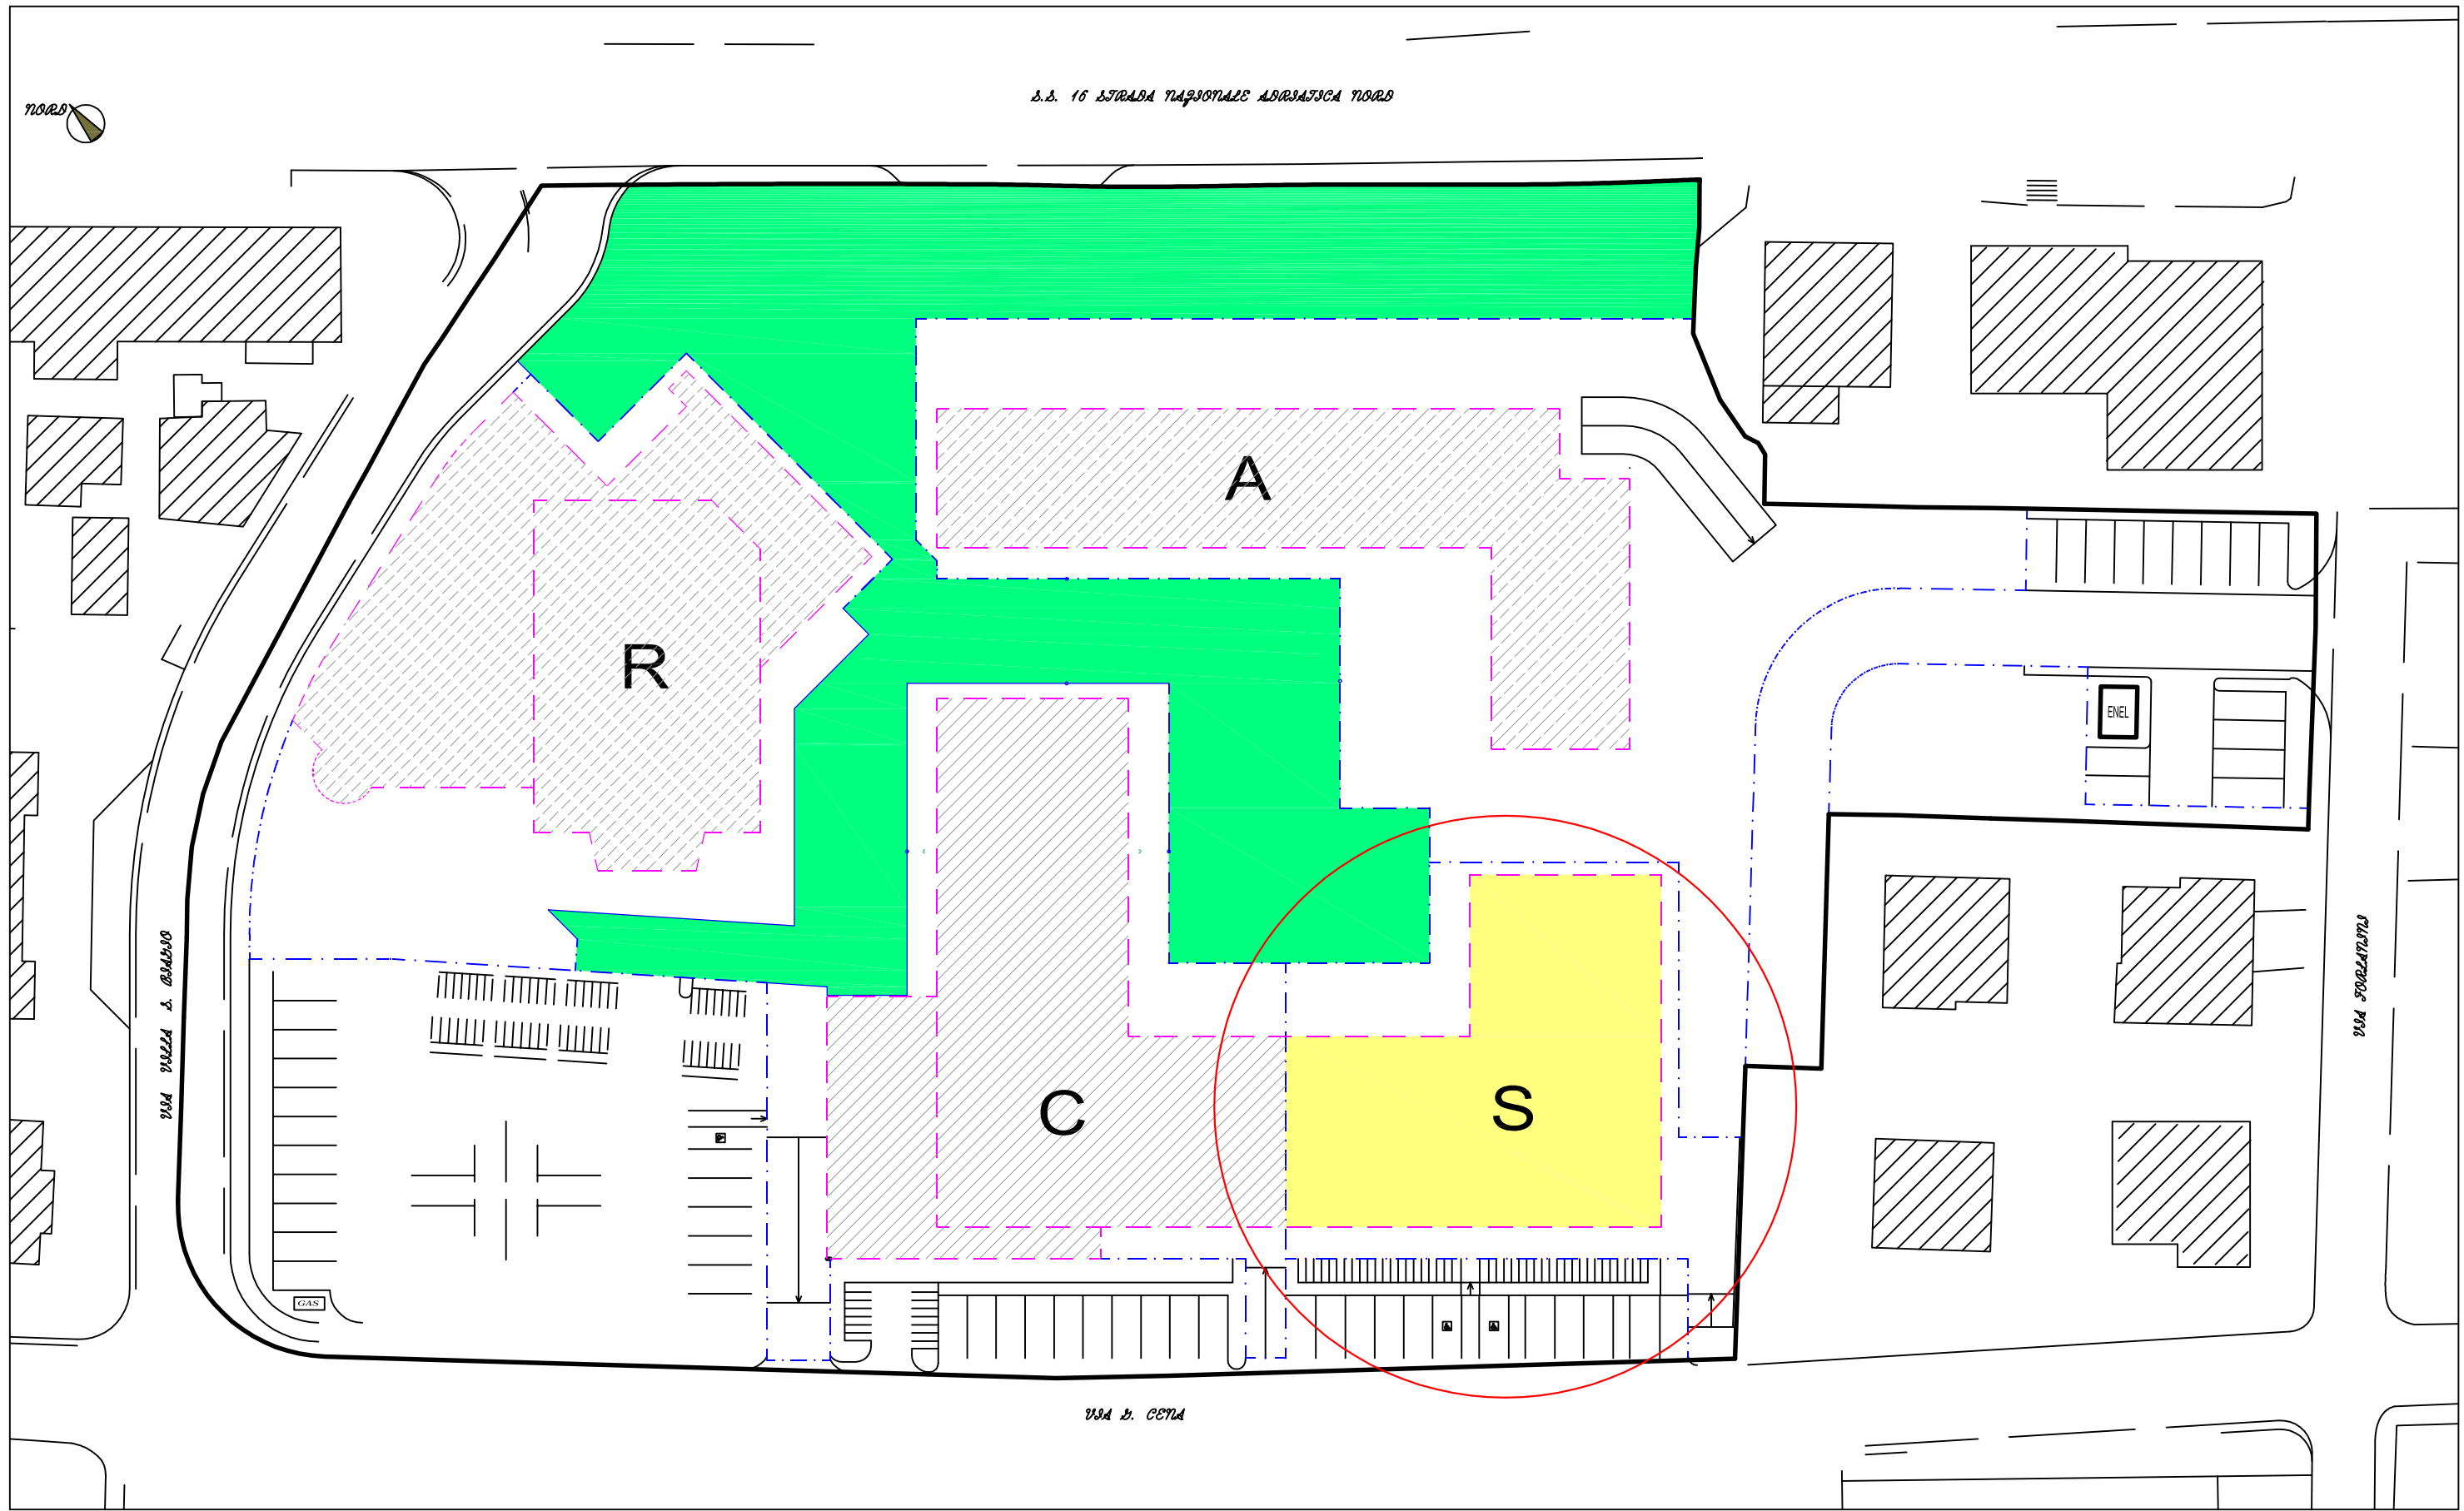 S.S. 16 STRADA NAZIONALE ADRIATICA NORD
NORD
A
R
ENEL
C
S
VIA VILLA S. BIAGIO
VIA FORLANINI
GAS
VIA G. CENA